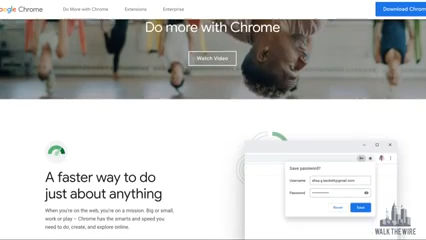 Google Chrome
Do More with Chrome
Extensions
Enterprise
Download Chrome
Do more with Chrome
Watch Video
A faster way to do
just about anything
When you're on the web, you're on a mission. Big or small,
work or play – Chrome has the smarts and speed you
need to do, create, and explore online.
Save password?
Username
Password
Never
Save
WALK THE WIRE